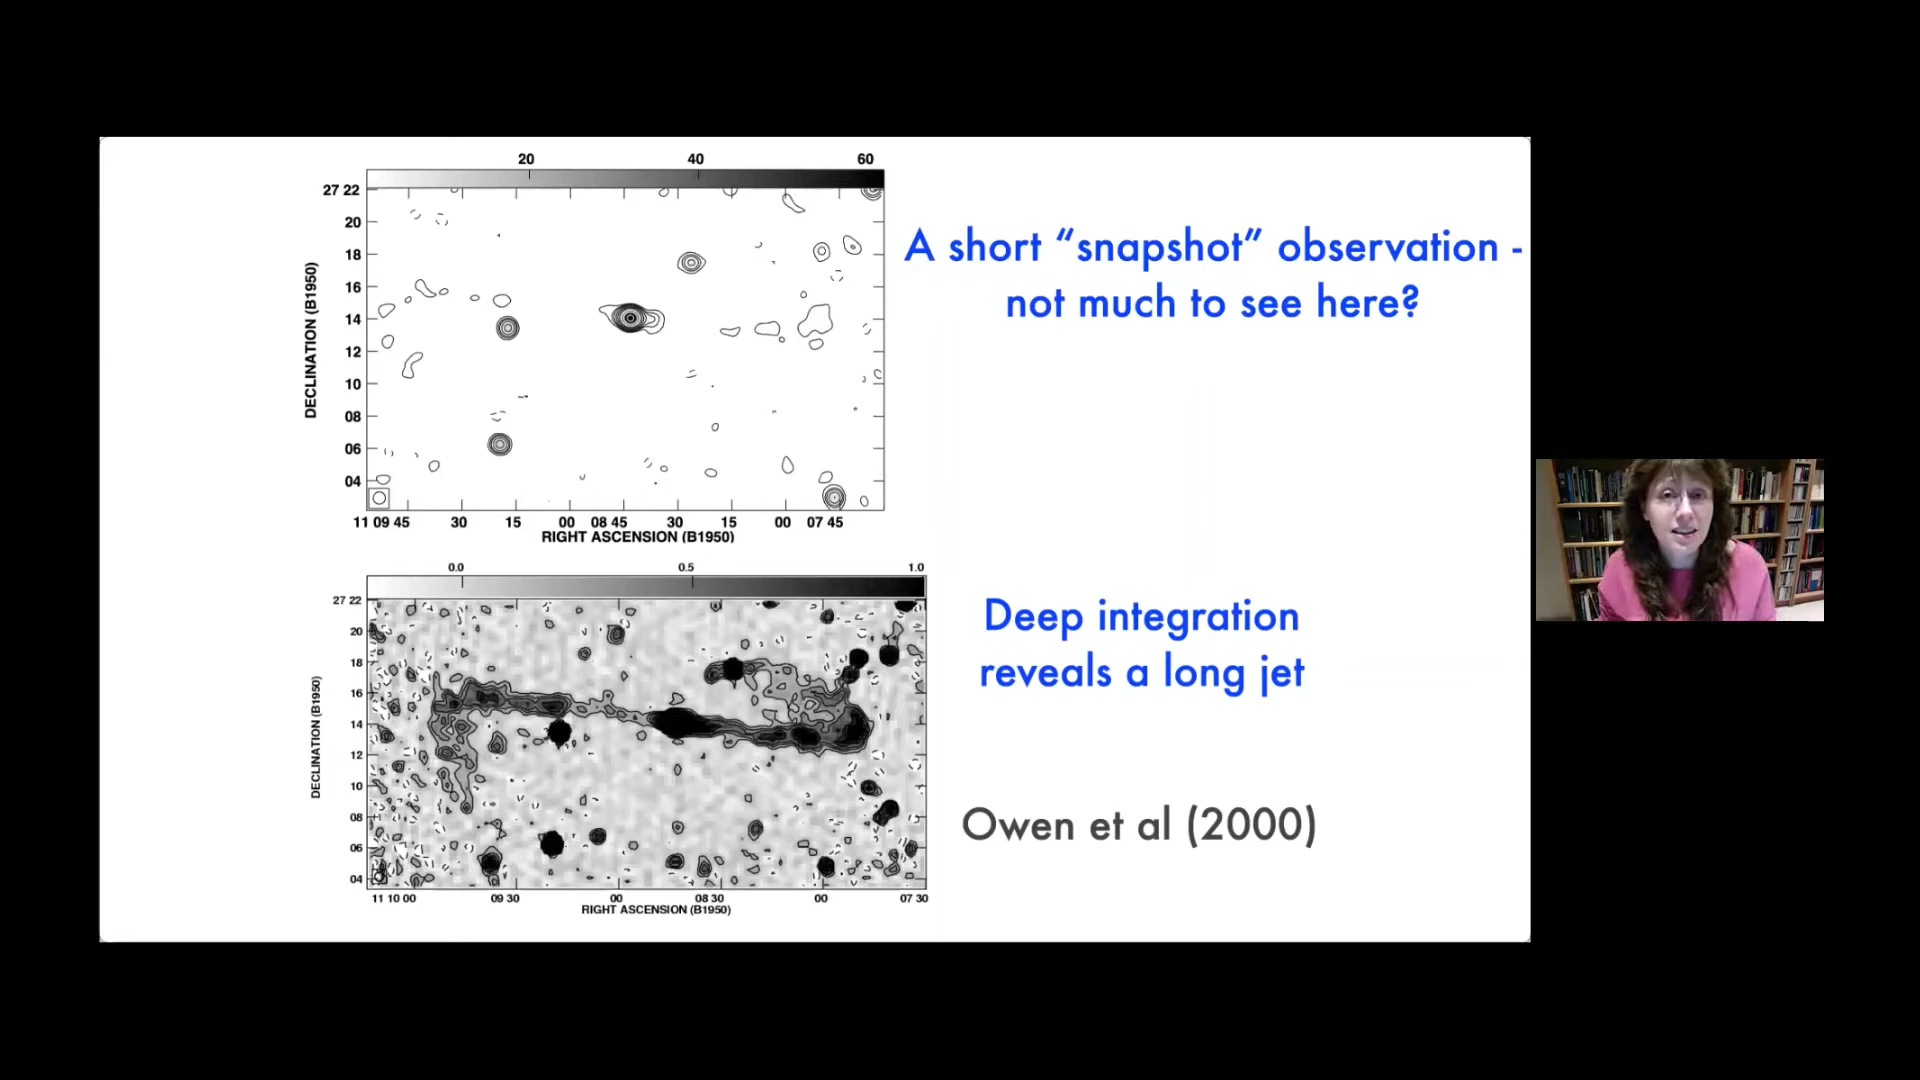 20 40 60
27 22
20
18
16
14
12
10
08
06
04
DECLINATION (B1950)
11 09 45 30 15 00 08 45 30 15 00 07 45
RIGHT ASCENSION (B1950)
A short “snapshot” observation -
not much to see here?
0.0 0.5 1.0
27 22
20
18
16
14
12
10
08
06
04
DECLINATION (B1950)
11 10 00 09 30 00 08 30 00 07 30
RIGHT ASCENSION (B1950)
Deep integration
reveals a long jet
Owen et al (2000)